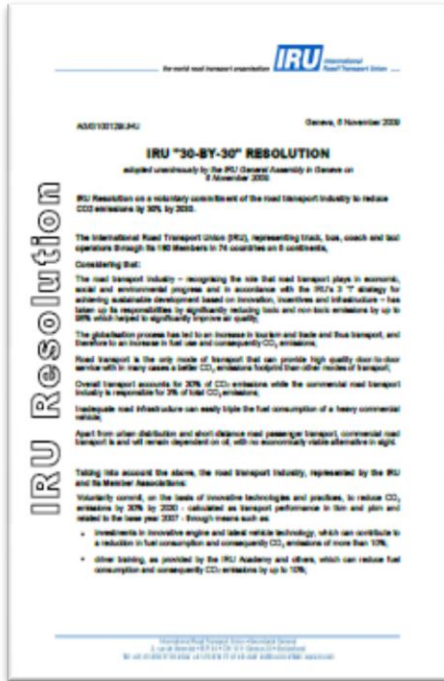 the world road transport organisation
IRU International
Road Transport Union
Geneva, 6 November 2009
IRU "30-BY-30" RESOLUTION
adopted unanimously by the IRU General Assembly in Geneva on
6 November 2009
IRU Resolution on a voluntary commitment of the road transport industry to reduce
CO2 emissions by 30% by 2030.
The International Road Transport Union (IRU), representing truck, bus, coach and taxi
operators through its 180 Members in 74 countries on 5 continents,
Considering that:
The road transport industry – recognising the role that road transport plays in economic,
social and environmental progress and in accordance with the IRU's 3 "I" strategy for
achieving sustainable development based on innovation, incentives and infrastructure – has
taken up its responsibilities by significantly reducing toxic and non-toxic emissions by up to
which helped to significantly improve air quality;
The globalisation process has led to an increase in tourism and trade and thus transport, and
therefore to an increase in fuel use and consequently CO₂ emissions;
Road transport is the only mode of transport that can provide high quality door-to-door
service with in many cases a better CO₂ emissions footprint than other modes of transport;
Overall transport accounts for 20% of CO₂ emissions while the commercial road transport
industry is responsible for 3% of total CO₂ emissions;
Inadequate road infrastructure can easily triple the fuel consumption of a heavy commercial
vehicle;
Apart from urban distribution and short distance road passenger transport, commercial road
transport is and will remain dependent on oil, with no economically viable alternative in sight.
Taking into account the above, the road transport industry, represented by the IRU
and its Member Associations:
Voluntarily commit, on the basis of innovative technologies and practices, to reduce CO₂
emissions by 30% by 2030 - calculated as transport performance in tkm and pkm and
related to the base year 2007 - through means such as:
• investments in innovative engine and latest vehicle technology, which can contribute to
a reduction in fuel consumption and consequently CO₂ emissions of more than 10%,
• driver training, as provided by the IRU Academy and others, which can reduce fuel
consumption and consequently CO₂ emissions by up to 10%,
IRU Resolution